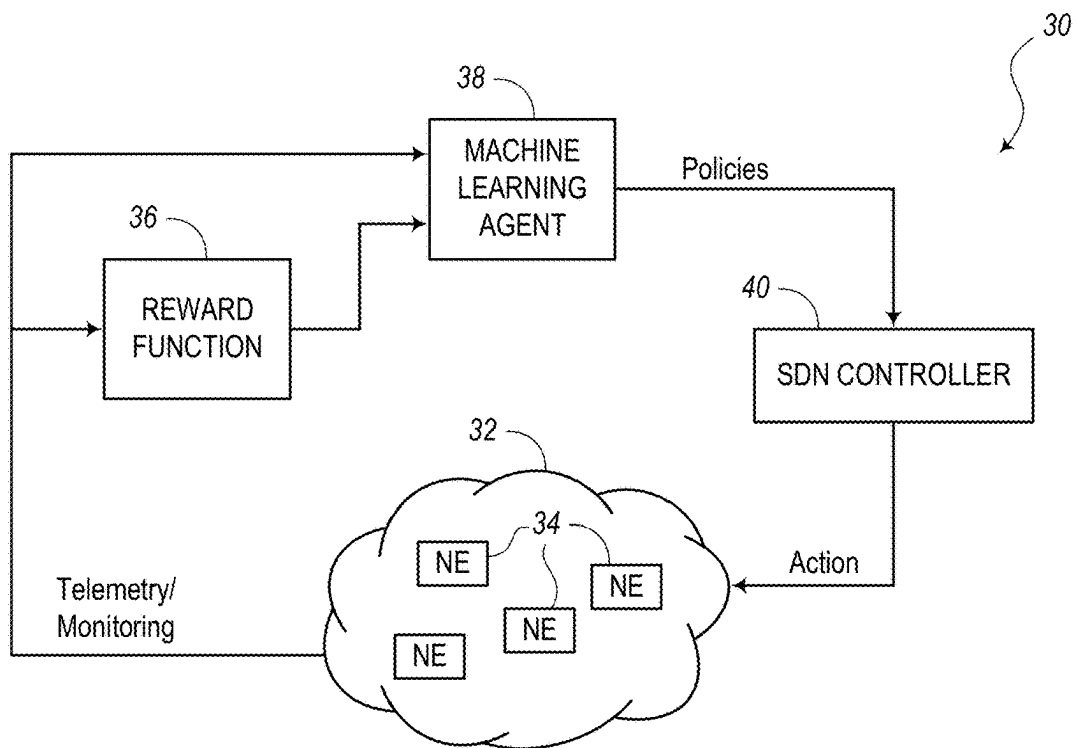 30
38
MACHINE
LEARNING
AGENT
Policies
36
REWARD
FUNCTION
40
SDN CONTROLLER
32
34
NE
NE
NE
NE
Action
Telemetry/
Monitoring